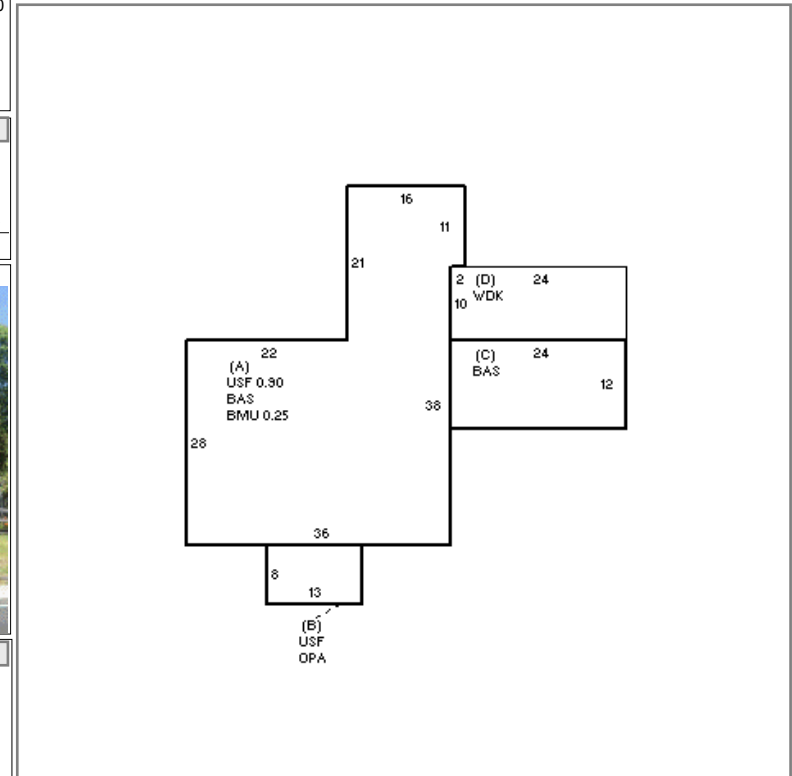 16
11
21
2 (D) 24
WDK
10
22
(A)
USF 0.90
BAS
BMU 0.25
(C) 24
BAS
12
38
28
36
8
13
(B)
USF
OPA